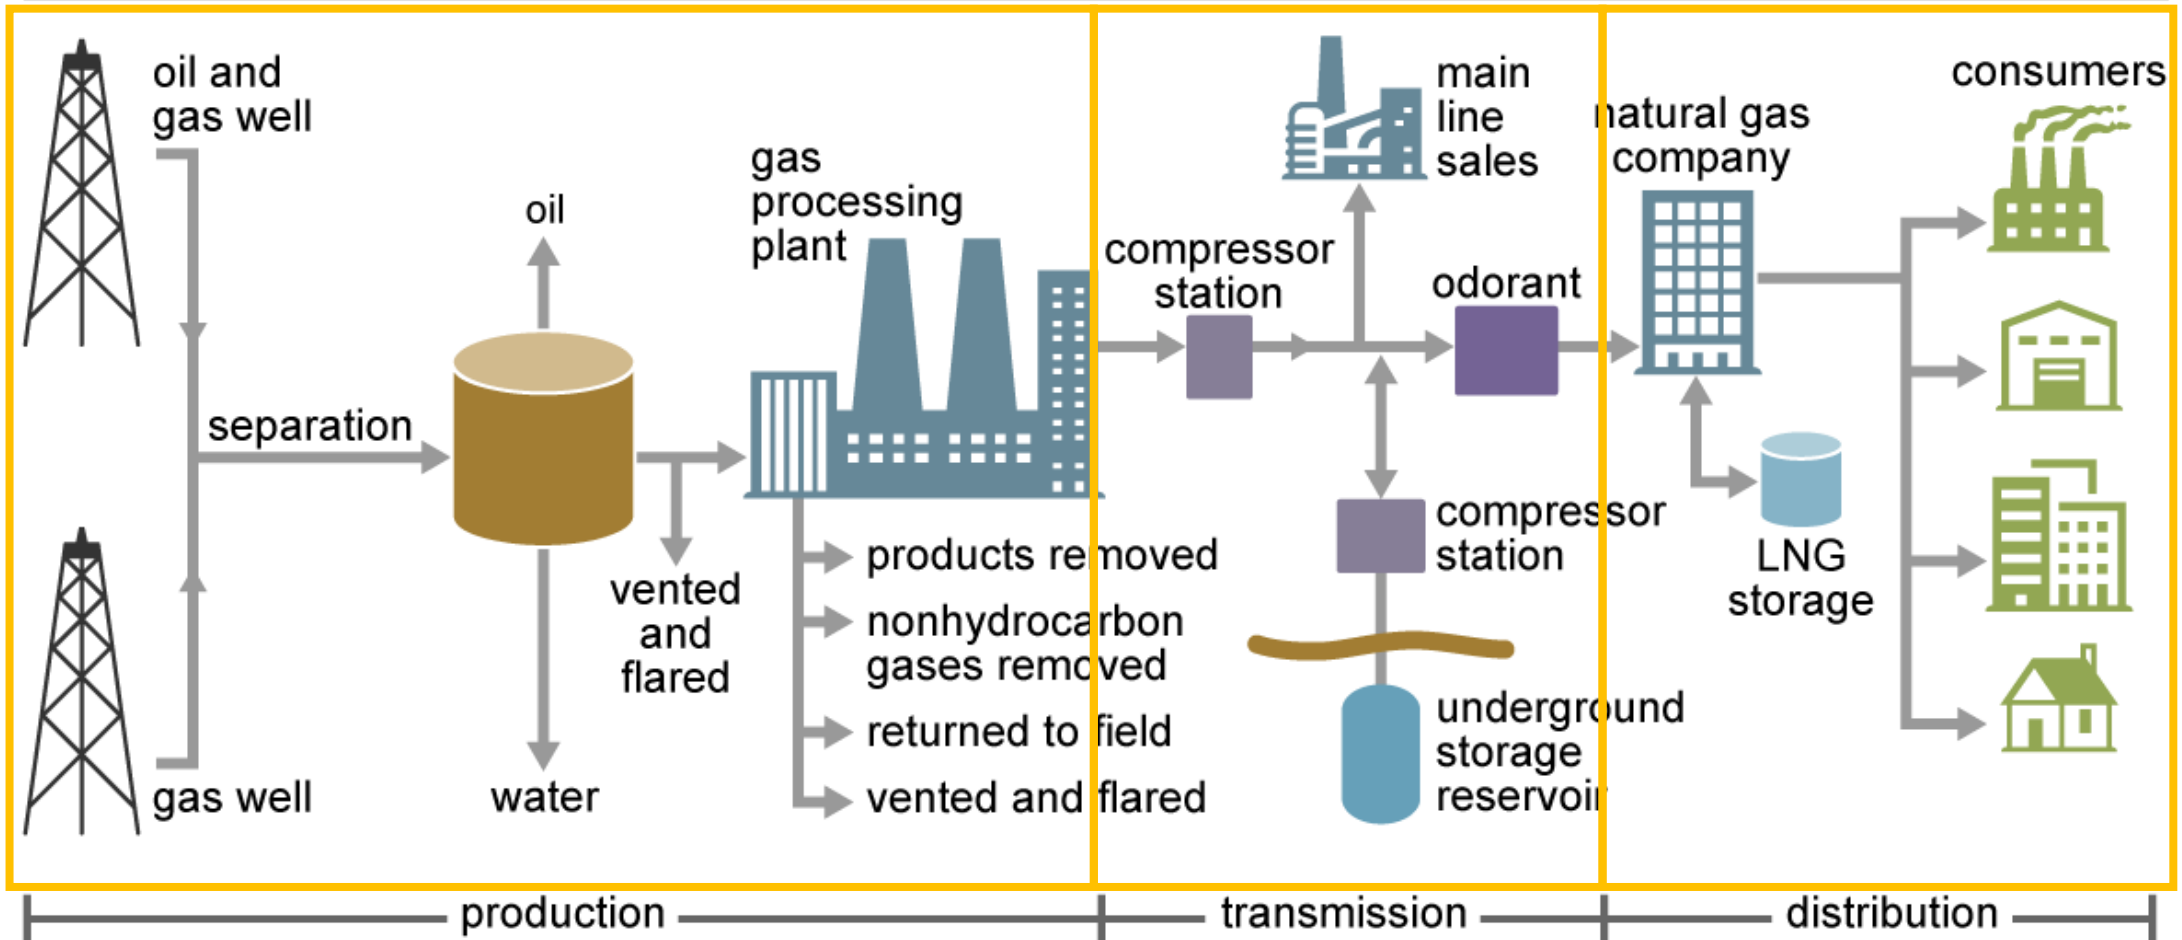 oil and
gas well
separation
gas well
oil
water
vented
and
flared
gas
processing
plant
products removed
nonhydrocarbon
gases removed
returned to field
vented and flared
compressor
station
main
line
sales
odorant
compressor
station
underground
storage
reservoir
natural gas
company
LNG
storage
consumers
production
transmission
distribution